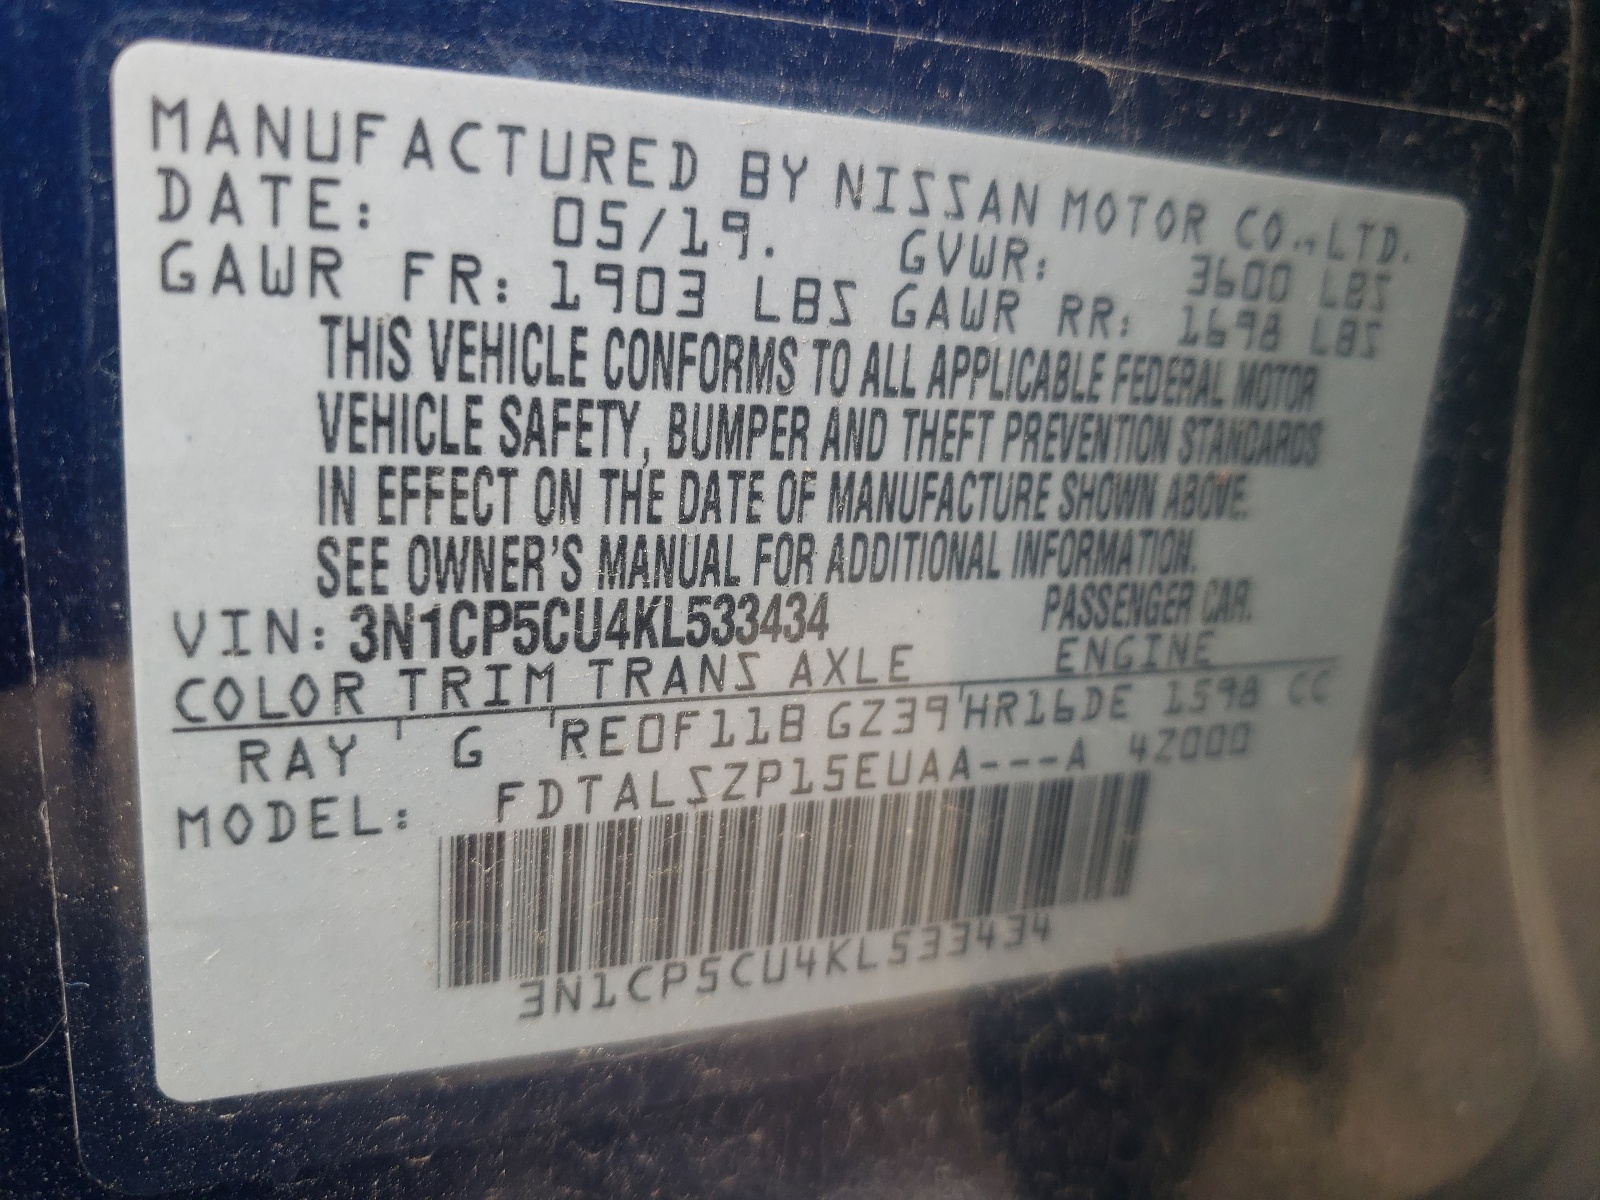 MANUFACTURED BY NISSAN MOTOR CO.,LTD.
DATE: 05/19. GVWR: 3600 LBS
GAWR FR: 1903 LBS GAWR RR: 1698 LBS
THIS VEHICLE CONFORMS TO ALL APPLICABLE FEDERAL MOTOR
VEHICLE SAFETY, BUMPER AND THEFT PREVENTION STANDARDS
IN EFFECT ON THE DATE OF MANUFACTURE SHOWN ABOVE.
SEE OWNER'S MANUAL FOR ADDITIONAL INFORMATION.
VIN: 3N1CP5CU4KL533434 PASSENGER CAR.
COLOR TRIM TRANS AXLE ENGINE
RAY G RE0F11B GZ39 HR16DE 1598 CC
MODEL: FDTALSZP15EUAA---A 4Z000
3N1CP5CU4KL533434